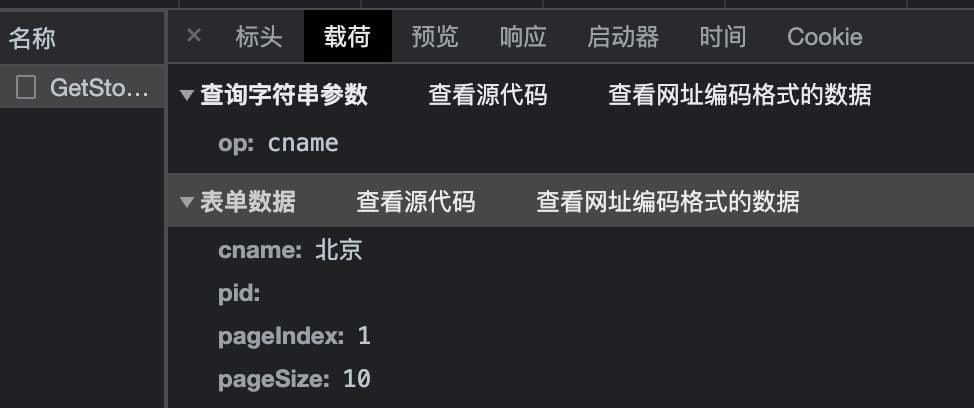 名称
× 标头 载荷 预览 响应 启动器 时间 Cookie
GetSto...
查询字符串参数 查看源代码 查看网址编码格式的数据
op: cname
表单数据 查看源代码 查看网址编码格式的数据
cname: 北京
pid:
pageIndex: 1
pageSize: 10